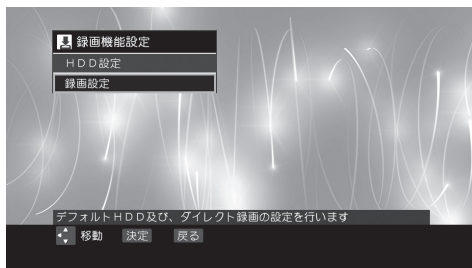 録画機能設定
ＨＤＤ設定
録画設定
デフォルトＨＤＤ及び、ダイレクト録画の設定を行います
移動 決定 戻る